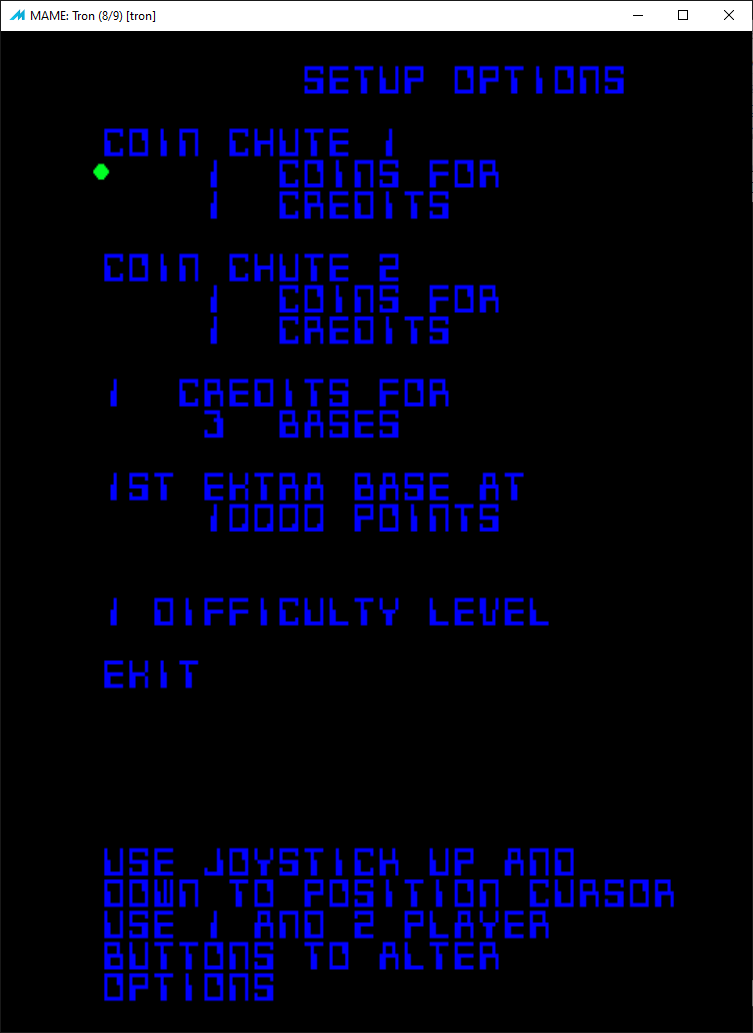 MAME: Tron (8/9) [tron]
SETUP OPTIONS
COIN CHUTE 1
1 COINS FOR
1 CREDITS
COIN CHUTE 2
1 COINS FOR
1 CREDITS
1 CREDITS FOR
3 BASES
1ST EXTRA BASE AT
10000 POINTS
1 DIFFICULTY LEVEL
EXIT
USE JOYSTICK UP AND
DOWN TO POSITION CURSOR
USE 1 AND 2 PLAYER
BUTTONS TO ALTER
OPTIONS